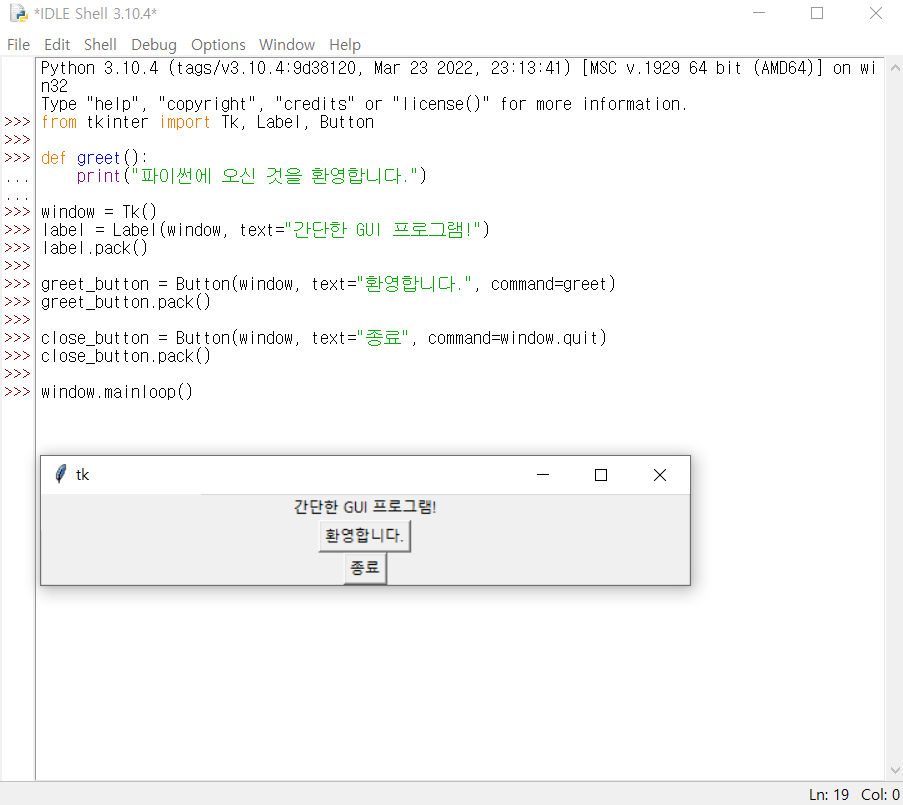 *IDLE Shell 3.10.4*
File Edit Shell Debug Options Window Help
Python 3.10.4 (tags/v3.10.4:9d38120, Mar 23 2022, 23:13:41) [MSC v.1929 64 bit (AMD64)] on wi
n32
Type "help", "copyright", "credits" or "license()" for more information.
>>> from tkinter import Tk, Label, Button
>>>
>>> def greet():
...     print("파이썬에 오신 것을 환영합니다.")
...
>>> window = Tk()
>>> label = Label(window, text="간단한 GUI 프로그램!")
>>> label.pack()
>>>
>>> greet_button = Button(window, text="환영합니다.", command=greet)
>>> greet_button.pack()
>>>
>>> close_button = Button(window, text="종료", command=window.quit)
>>> close_button.pack()
>>>
>>> window.mainloop()
tk
간단한 GUI 프로그램!
환영합니다.
종료
Ln: 19 Col: 0